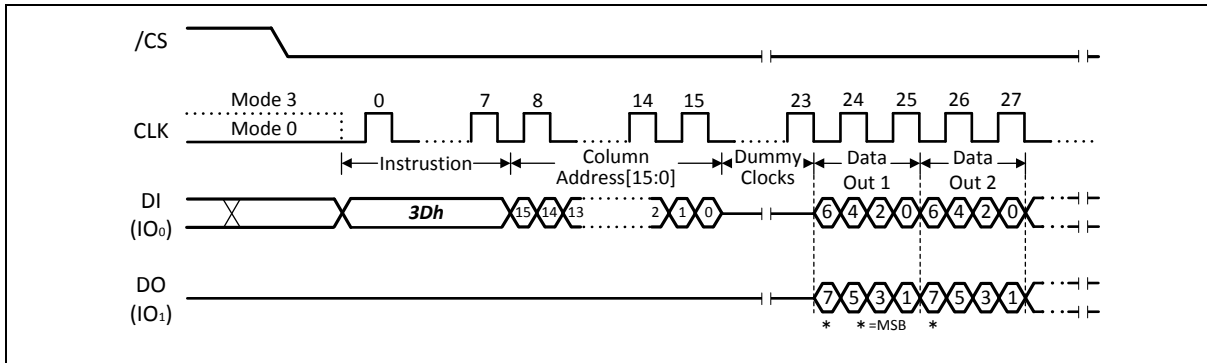 /CS
Mode 3
0 7 8 14 15 23 24 25 26 27
CLK
Mode 0
Instrustion
Column
Address[15:0]
Dummy
Clocks
Data
Out 1
Data
Out 2
DI
(IO0)
3Dh
15 14 13 2 1 0 6 4 2 0 6 4 2 0
DO
(IO1)
7 5 3 1 7 5 3 1
* * =MSB *